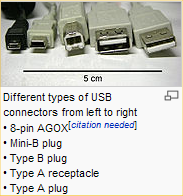 5 cm
Different types of USB
connectors from left to right
• 8-pin AGOX[citation needed]
• Mini-B plug
• Type B plug
• Type A receptacle
• Type A plug